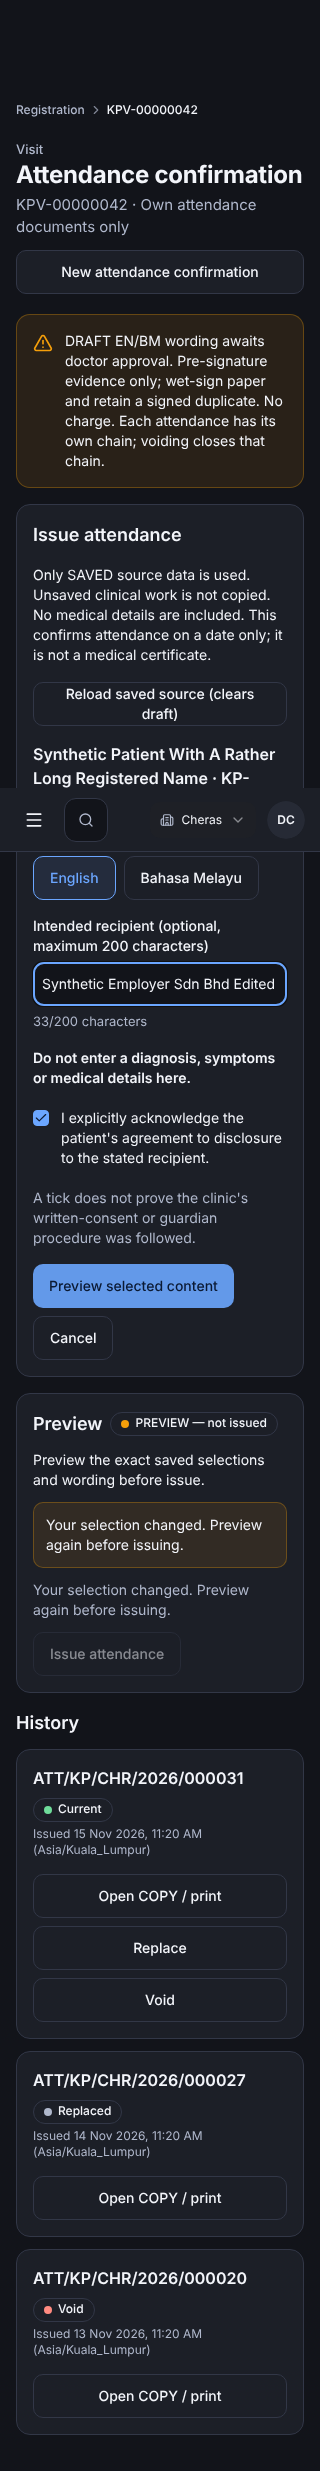 Registration > KPV-00000042
Visit
Attendance confirmation
KPV-00000042 · Own attendance
documents only
New attendance confirmation
DRAFT EN/BM wording awaits
doctor approval. Pre-signature
evidence only; wet-sign paper
and retain a signed duplicate. No
charge. Each attendance has its
own chain; voiding closes that
chain.
Issue attendance
Only SAVED source data is used.
Unsaved clinical work is not copied.
No medical details are included. This
confirms attendance on a date only; it
is not a medical certificate.
Reload saved source (clears
draft)
Synthetic Patient With A Rather
Long Registered Name · KP-
Cheras
DC
English
Bahasa Melayu
Intended recipient (optional,
maximum 200 characters)
Synthetic Employer Sdn Bhd Edited
33/200 characters
Do not enter a diagnosis, symptoms
or medical details here.
I explicitly acknowledge the
patient's agreement to disclosure
to the stated recipient.
A tick does not prove the clinic's
written-consent or guardian
procedure was followed.
Preview selected content
Cancel
Preview
PREVIEW — not issued
Preview the exact saved selections
and wording before issue.
Your selection changed. Preview
again before issuing.
Your selection changed. Preview
again before issuing.
Issue attendance
History
ATT/KP/CHR/2026/000031
Current
Issued 15 Nov 2026, 11:20 AM
(Asia/Kuala_Lumpur)
Open COPY / print
Replace
Void
ATT/KP/CHR/2026/000027
Replaced
Issued 14 Nov 2026, 11:20 AM
(Asia/Kuala_Lumpur)
Open COPY / print
ATT/KP/CHR/2026/000020
Void
Issued 13 Nov 2026, 11:20 AM
(Asia/Kuala_Lumpur)
Open COPY / print